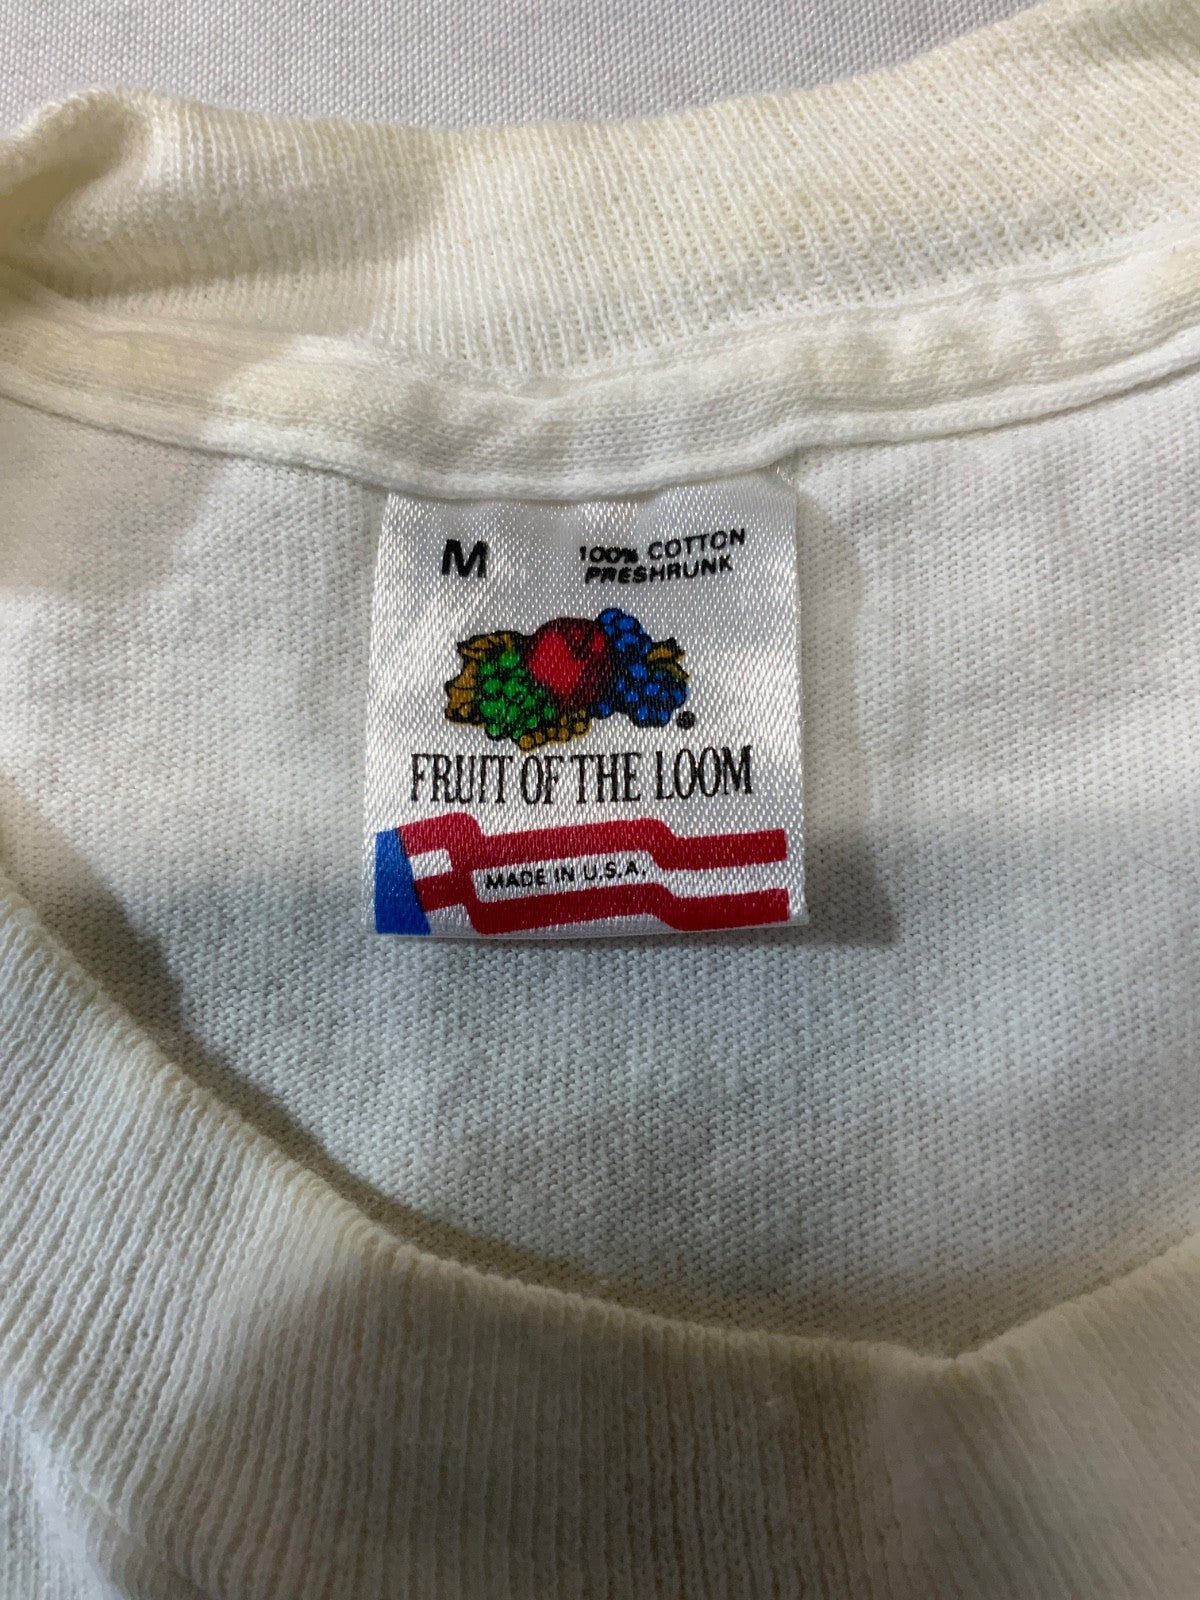 M
100% COTTON
PRESHRUNK
FRUIT OF THE LOOM
MADE IN U.S.A.